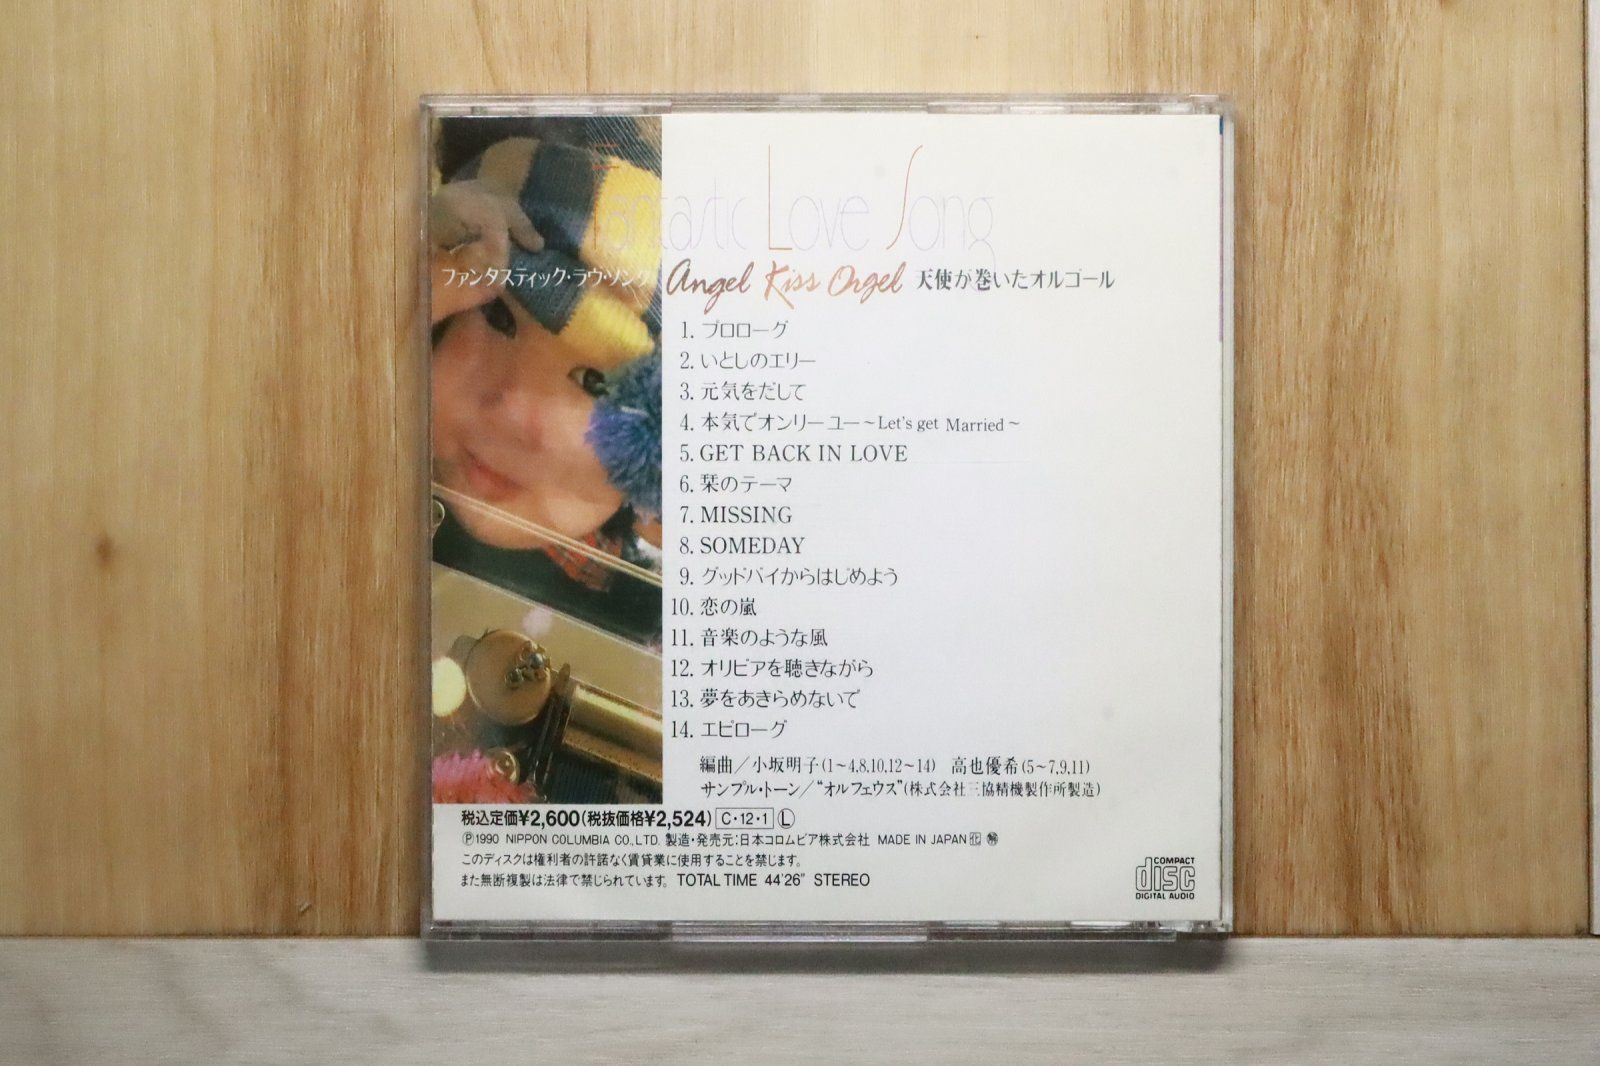 Fantastic Love Song
ファンタスティック・ラヴ・ソング Angel Kiss Orgel 天使が巻いたオルゴール
1. プロローグ
2. いとしのエリー
3. 元気をだして
4. 本気でオンリーユー～Let's get Married～
5. GET BACK IN LOVE
6. 栞のテーマ
7. MISSING
8. SOMEDAY
9. グッドバイからはじめよう
10. 恋の嵐
11. 音楽のような風
12. オリビアを聴きながら
13. 夢をあきらめないで
14. エピローグ
編曲／小坂明子(1～4,8,10,12～14) 高也優希(5～7,9,11)
サンプル・トーン／“オルフェウス”(株式会社三協精機製作所製造)
税込定価¥2,600(税抜価格¥2,524) C・12・1 Ⓛ
Ⓟ1990 NIPPON COLUMBIA CO.,LTD. 製造・発売元:日本コロムビア株式会社 MADE IN JAPAN
このディスクは権利者の許諾なく賃貸業に使用することを禁じます。
また無断複製は法律で禁じられています。 TOTAL TIME 44'26" STEREO
COMPACT
disc
DIGITAL AUDIO